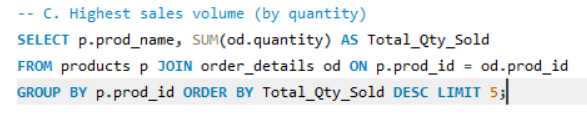 -- C. Highest sales volume (by quantity)
SELECT p.prod_name, SUM(od.quantity) AS Total_Qty_Sold
FROM products p JOIN order_details od ON p.prod_id = od.prod_id
GROUP BY p.prod_id ORDER BY Total_Qty_Sold DESC LIMIT 5;